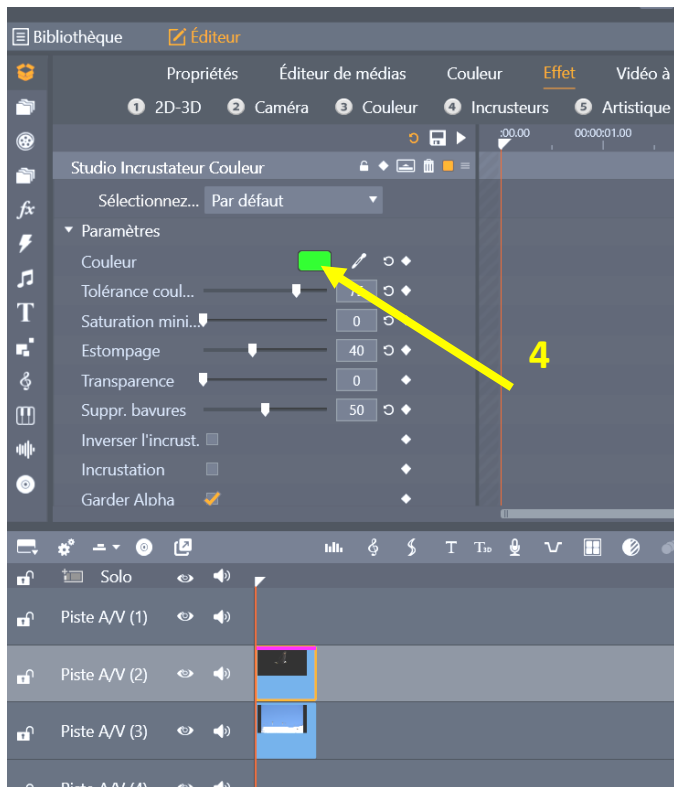 Bibliothèque Éditeur
Propriétés Éditeur de médias Couleur Effet Vidéo à
1 2D-3D 2 Caméra 3 Couleur 4 Incrusteurs 5 Artistique
:00.00 00:00:01.00
Studio Incrustateur Couleur
Sélectionnez... Par défaut
Paramètres
Couleur
Tolérance coul... 75
Saturation mini... 0
Estompage 40
4
Transparence 0
Suppr. bavures 50
Inverser l'incrust.
Incrustation
Garder Alpha
Solo
Piste A/V (1)
Piste A/V (2)
Piste A/V (3)
Piste A/V (4)